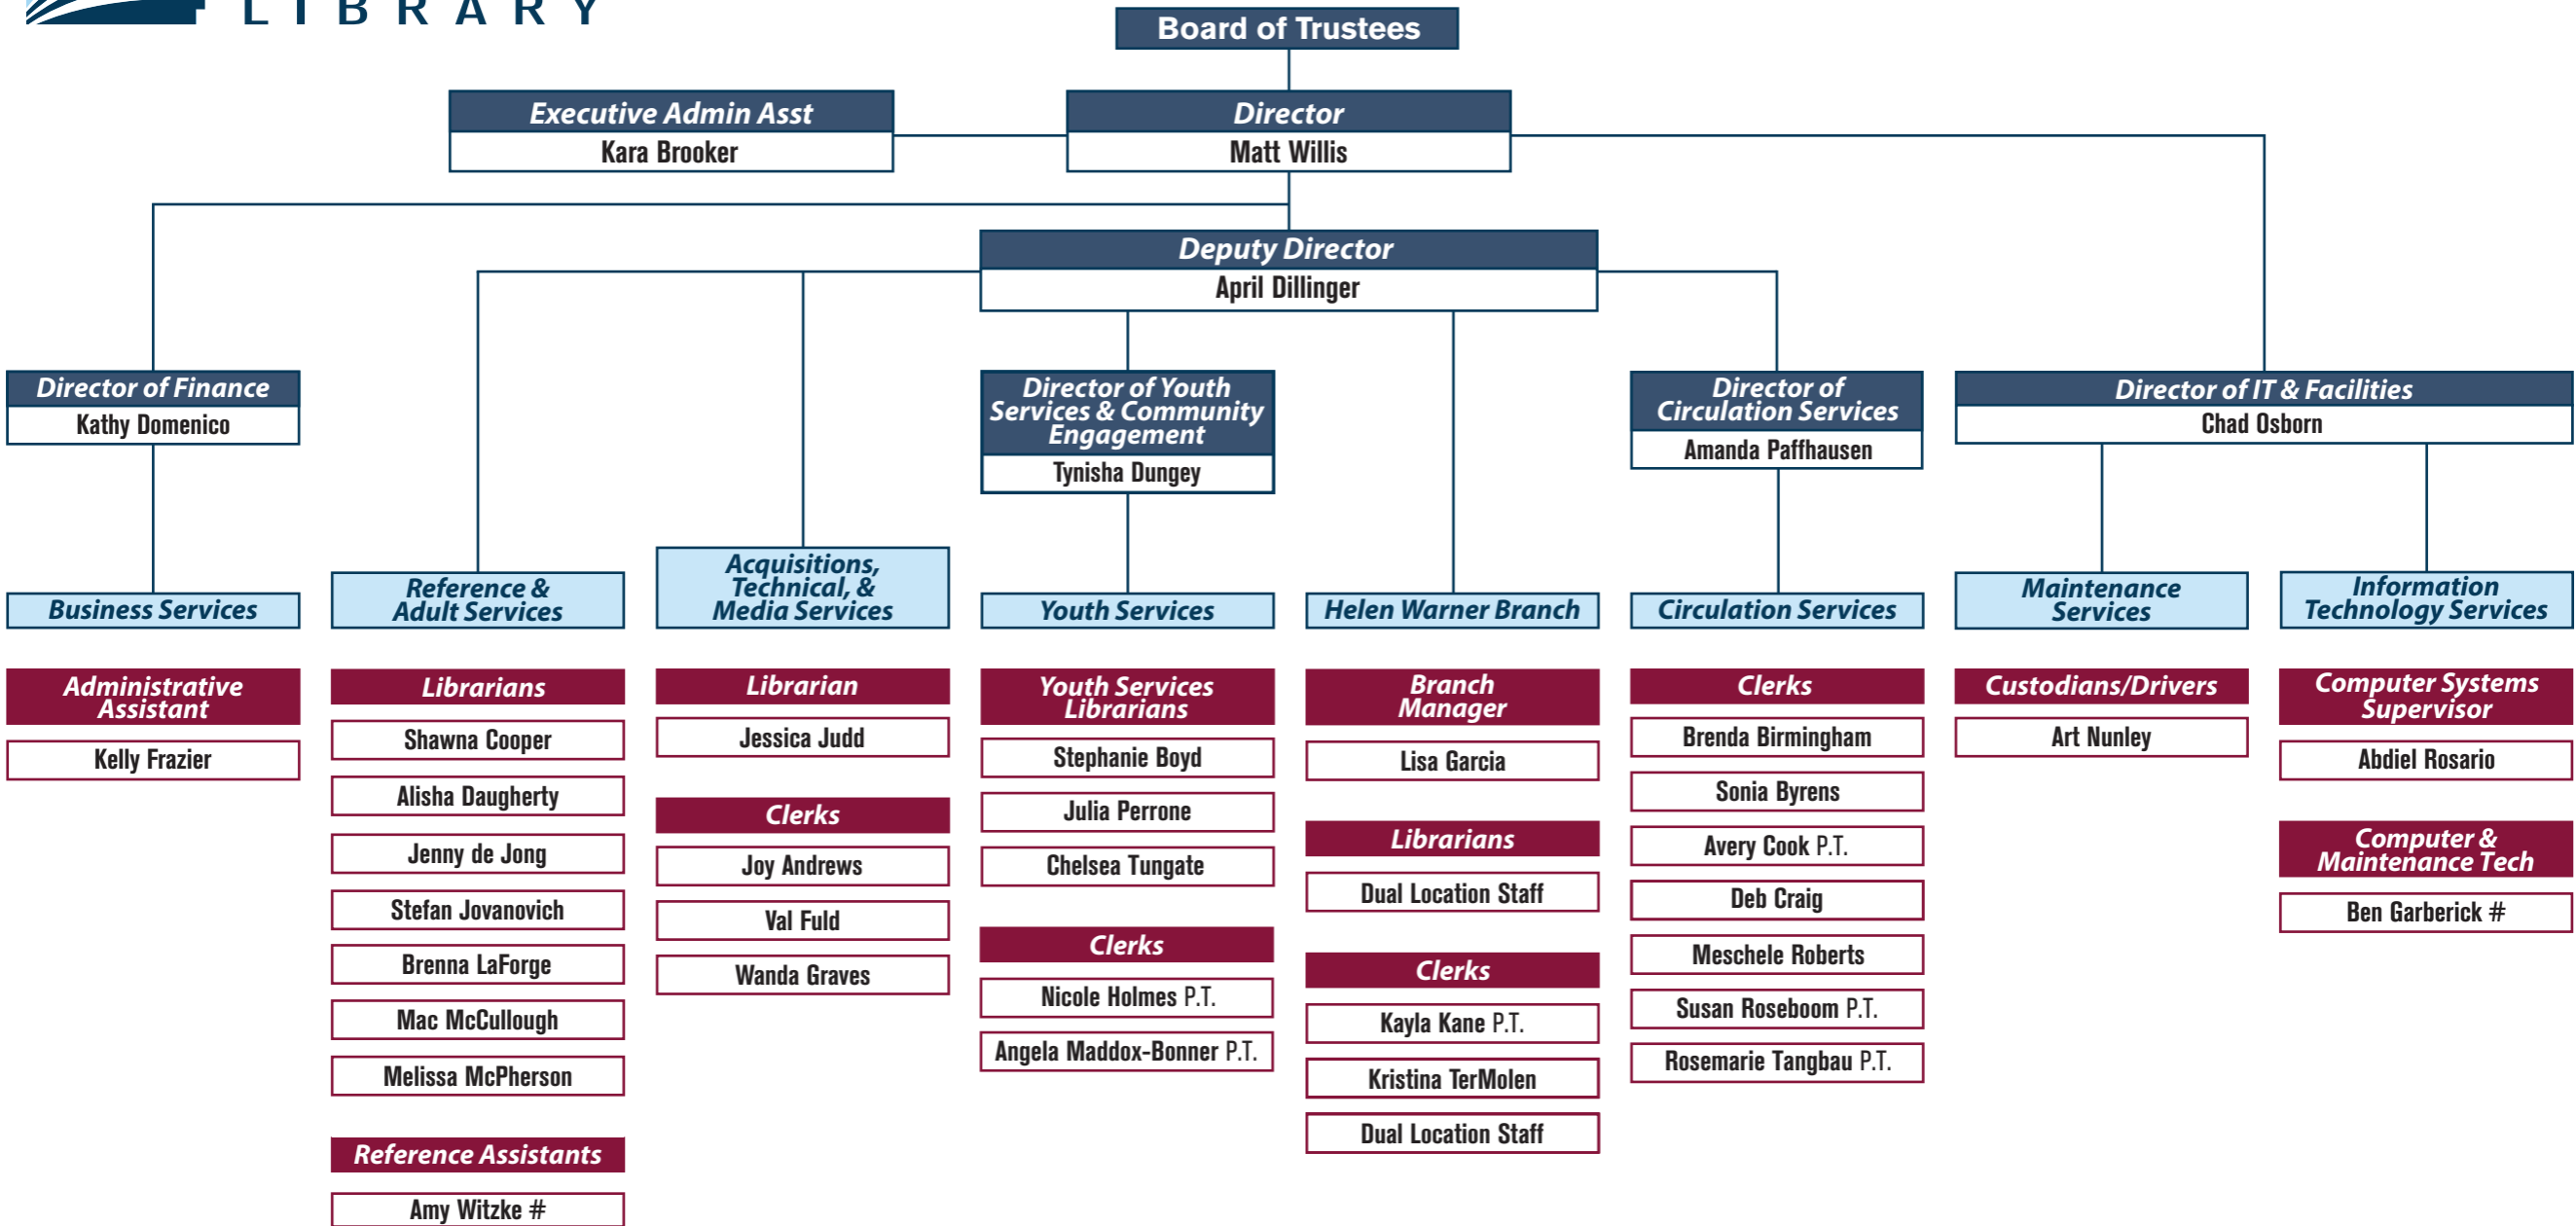 LIBRARY
Board of Trustees
Executive Admin Asst
Kara Brooker
Director
Matt Willis
Deputy Director
April Dillinger
Director of Finance
Kathy Domenico
Director of Youth
Services & Community
Engagement
Tynisha Dungey
Director of
Circulation Services
Amanda Paffhausen
Director of IT & Facilities
Chad Osborn
Business Services
Administrative
Assistant
Kelly Frazier
Reference &
Adult Services
Librarians
Shawna Cooper
Alisha Daugherty
Jenny de Jong
Stefan Jovanovich
Brenna LaForge
Mac McCullough
Melissa McPherson
Reference Assistants
Amy Witzke #
Acquisitions,
Technical, &
Media Services
Librarian
Jessica Judd
Clerks
Joy Andrews
Val Fuld
Wanda Graves
Youth Services
Youth Services
Librarians
Stephanie Boyd
Julia Perrone
Chelsea Tungate
Clerks
Nicole Holmes P.T.
Angela Maddox-Bonner P.T.
Helen Warner Branch
Branch
Manager
Lisa Garcia
Librarians
Dual Location Staff
Clerks
Kayla Kane P.T.
Kristina TerMolen
Dual Location Staff
Circulation Services
Clerks
Brenda Birmingham
Sonia Byrens
Avery Cook P.T.
Deb Craig
Meschele Roberts
Susan Roseboom P.T.
Rosemarie Tangbau P.T.
Maintenance
Services
Custodians/Drivers
Art Nunley
Information
Technology Services
Computer Systems
Supervisor
Abdiel Rosario
Computer &
Maintenance Tech
Ben Garberick #